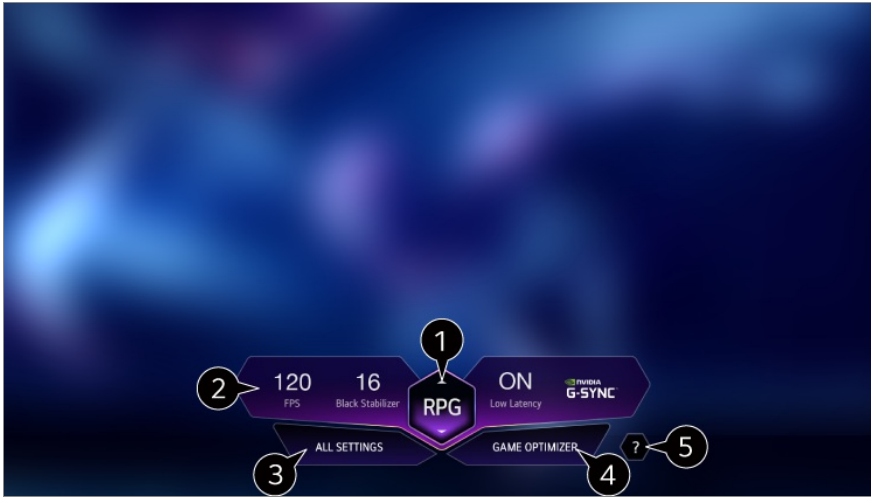 1
2
120
16
ON
NVIDIA
G-SYNC
FPS
Black Stabilizer
RPG
Low Latency
ALL SETTINGS
GAME OPTIMIZER
?
5
3
4